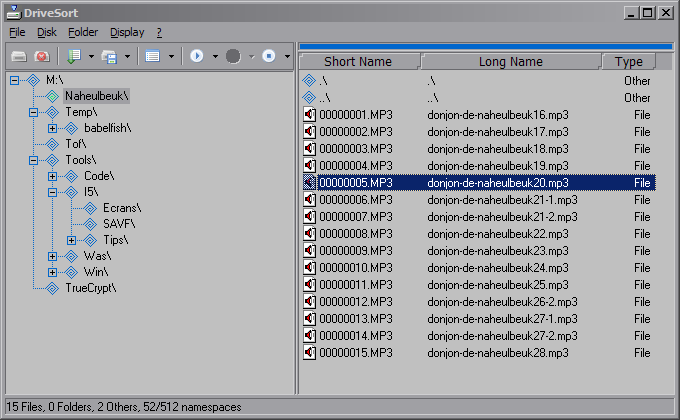 DriveSort
File Disk Folder Display ?
M:\
Naheulbeuk\
Temp\
babelfish\
Tof\
Tools\
Code\
I5\
Ecrans\
SAVF\
Tips\
Was\
Win\
TrueCrypt\
Short Name Long Name Type
.\ .\ Other
..\ ..\ Other
00000001.MP3 donjon-de-naheulbeuk16.mp3 File
00000002.MP3 donjon-de-naheulbeuk17.mp3 File
00000003.MP3 donjon-de-naheulbeuk18.mp3 File
00000004.MP3 donjon-de-naheulbeuk19.mp3 File
00000005.MP3 donjon-de-naheulbeuk20.mp3 File
00000006.MP3 donjon-de-naheulbeuk21-1.mp3 File
00000007.MP3 donjon-de-naheulbeuk21-2.mp3 File
00000008.MP3 donjon-de-naheulbeuk22.mp3 File
00000009.MP3 donjon-de-naheulbeuk23.mp3 File
00000010.MP3 donjon-de-naheulbeuk24.mp3 File
00000011.MP3 donjon-de-naheulbeuk25.mp3 File
00000012.MP3 donjon-de-naheulbeuk26-2.mp3 File
00000013.MP3 donjon-de-naheulbeuk27-1.mp3 File
00000014.MP3 donjon-de-naheulbeuk27-2.mp3 File
00000015.MP3 donjon-de-naheulbeuk28.mp3 File
15 Files, 0 Folders, 2 Others, 52/512 namespaces